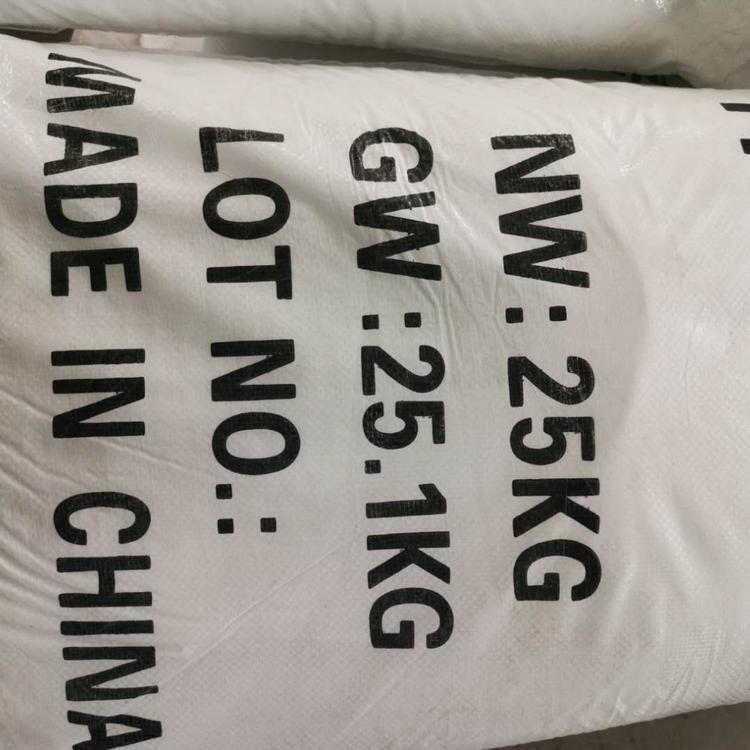 NW: 25KG
GW :25.1KG
LOT NO.:
MADE IN CHINA